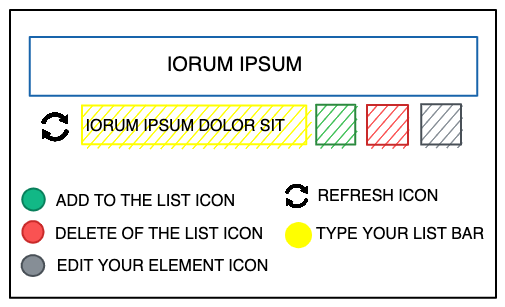 IORUM IPSUM
IORUM IPSUM DOLOR SIT
ADD TO THE LIST ICON
REFRESH ICON
DELETE OF THE LIST ICON
TYPE YOUR LIST BAR
EDIT YOUR ELEMENT ICON